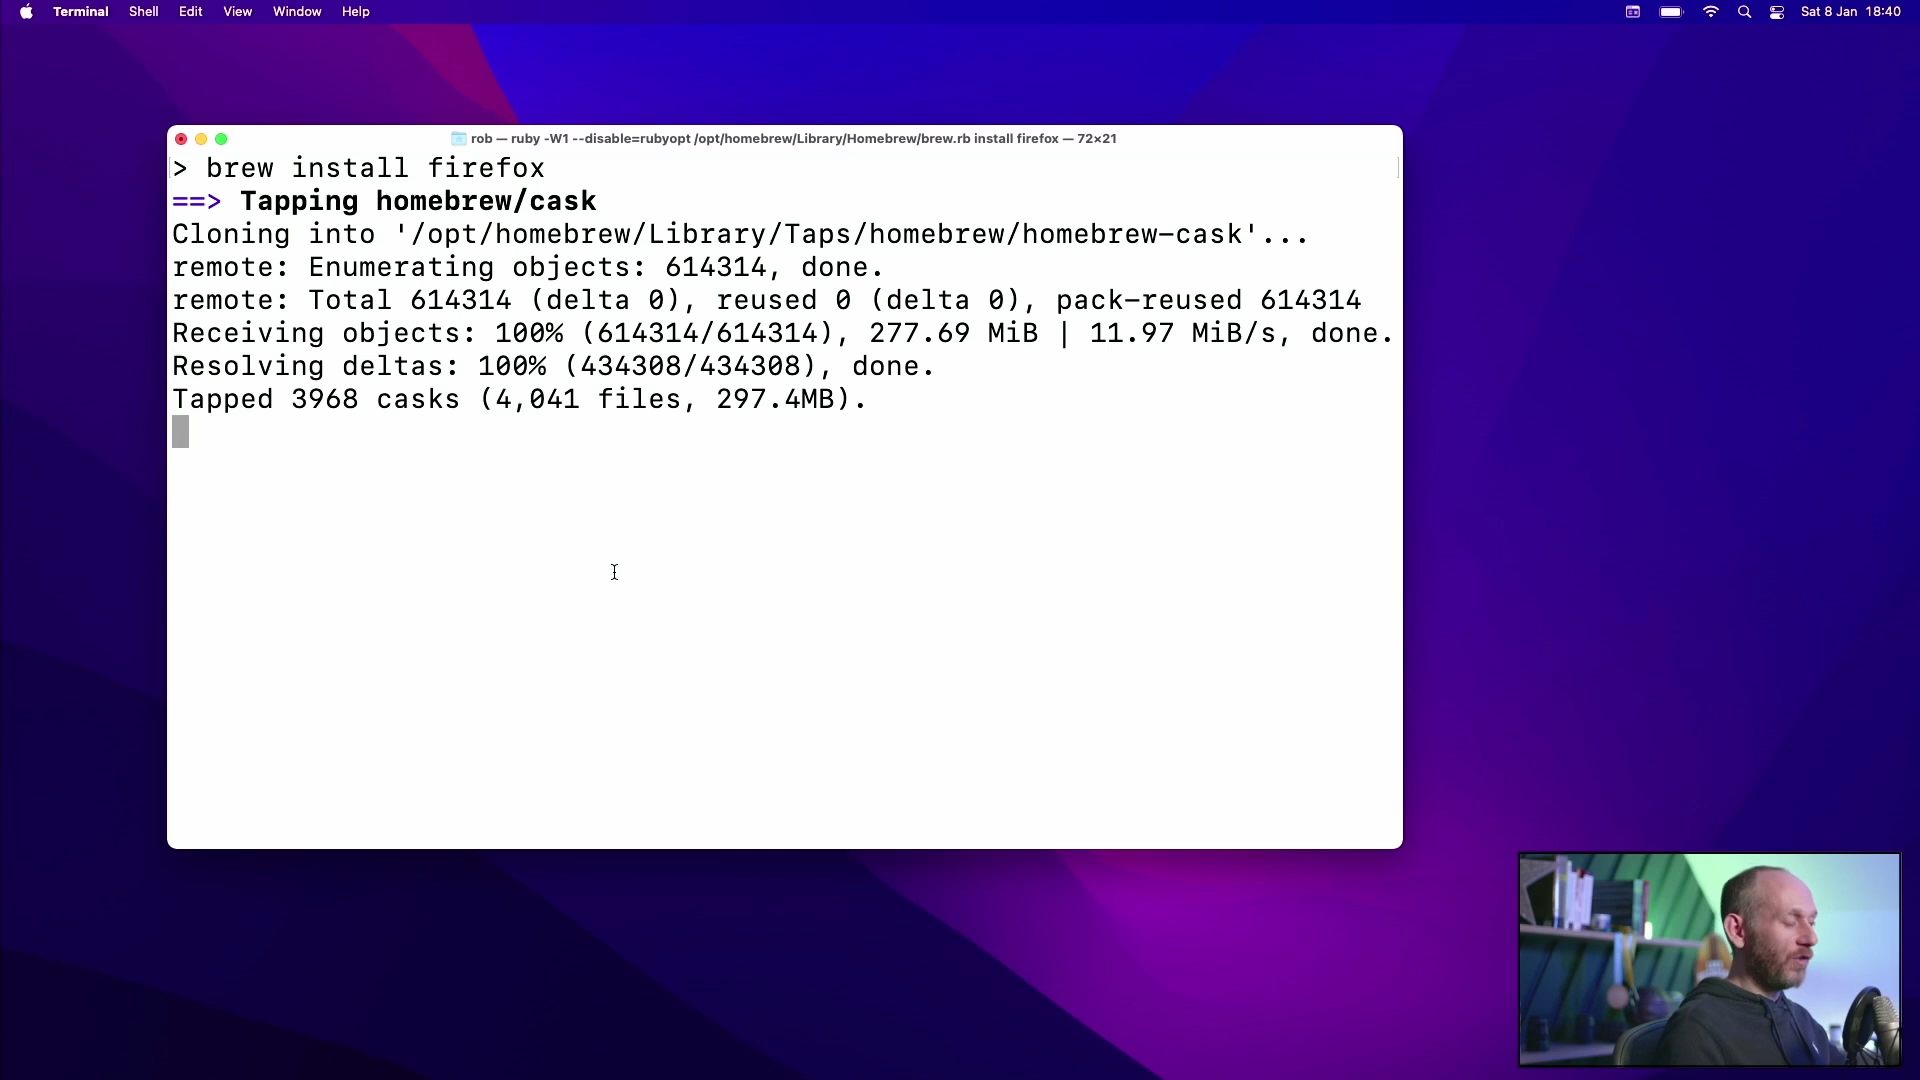 Terminal Shell Edit View Window Help Sat 8 Jan 18:40
rob — ruby -W1 --disable=rubyopt /opt/homebrew/Library/Homebrew/brew.rb install firefox — 72×21
> brew install firefox
==> Tapping homebrew/cask
Cloning into '/opt/homebrew/Library/Taps/homebrew/homebrew-cask'...
remote: Enumerating objects: 614314, done.
remote: Total 614314 (delta 0), reused 0 (delta 0), pack-reused 614314
Receiving objects: 100% (614314/614314), 277.69 MiB | 11.97 MiB/s, done.
Resolving deltas: 100% (434308/434308), done.
Tapped 3968 casks (4,041 files, 297.4MB).